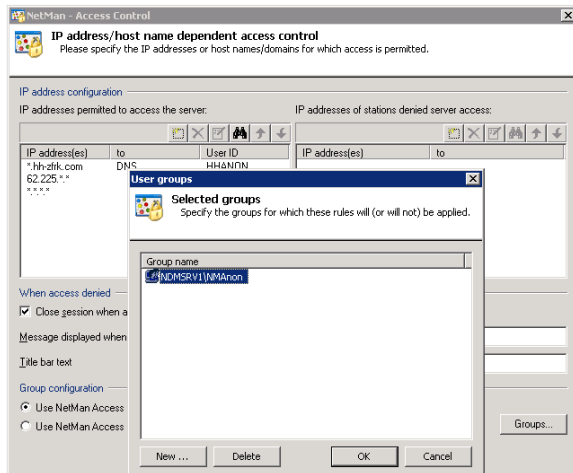 NetMan - Access Control
IP address/host name dependent access control
Please specify the IP addresses or host names/domains for which access is permitted.
IP address configuration
IP addresses permitted to access the server:
IP addresses of stations denied server access:
IP address(es) to User ID
IP address(es) to
*.hh-zfrk.com DNS HHANON
62.225.*.*
*.*.*.*
User groups
Selected groups
Specify the groups for which these rules will (or will not) be applied.
Group name
NDMSRV1\NMAnon
When access denied
Close session when a
Message displayed when
Title bar text
Group configuration
Use NetMan Access
Use NetMan Access
Groups...
New ...
Delete
OK
Cancel